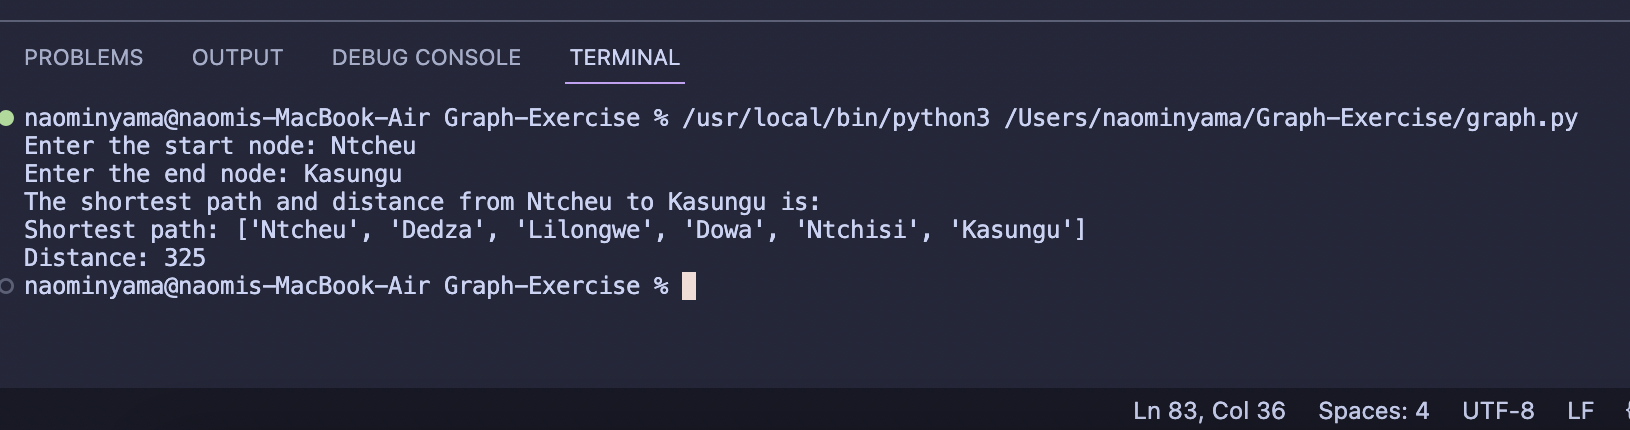 PROBLEMS OUTPUT DEBUG CONSOLE TERMINAL
naominyama@naomis-MacBook-Air Graph-Exercise % /usr/local/bin/python3 /Users/naominyama/Graph-Exercise/graph.py
Enter the start node: Ntcheu
Enter the end node: Kasungu
The shortest path and distance from Ntcheu to Kasungu is:
Shortest path: ['Ntcheu', 'Dedza', 'Lilongwe', 'Dowa', 'Ntchisi', 'Kasungu']
Distance: 325
naominyama@naomis-MacBook-Air Graph-Exercise %
Ln 83, Col 36 Spaces: 4 UTF-8 LF